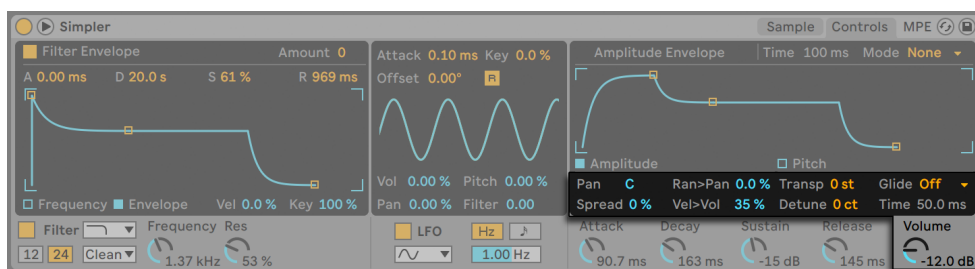 Simpler Sample Controls MPE
Filter Envelope Amount 0
A 0.00 ms D 20.0 s S 61 % R 969 ms
Frequency Envelope Vel 0.0 % Key 100 %
Attack 0.10 ms Key 0.0 %
Offset 0.00° R
Vol 0.00 % Pitch 0.00 %
Pan 0.00 % Filter 0.00
Amplitude Envelope Time 100 ms Mode None
Amplitude Pitch
Pan C Ran>Pan 0.0 % Transp 0 st Glide Off
Spread 0 % Vel>Vol 35 % Detune 0 ct Time 50.0 ms
Filter Frequency Res
12 24 Clean 1.37 kHz 53 %
LFO Hz
1.00 Hz
Attack Decay Sustain Release Volume
90.7 ms 163 ms -15 dB 145 ms -12.0 dB